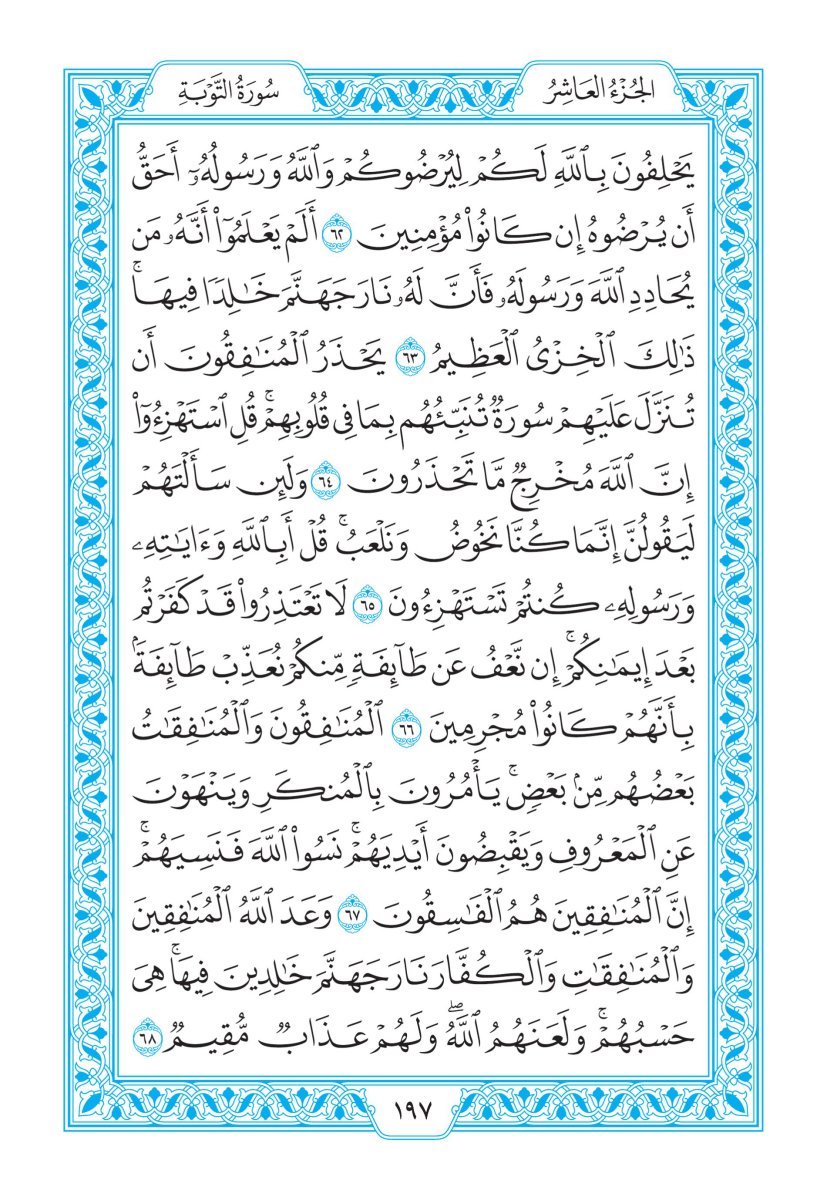 الجُزْءُ العَاشِرُ
سُورَةُ التَّوْبَةِ
يَحْلِفُونَ بِٱللَّهِ لَكُمْ لِيُرْضُوكُمْ وَٱللَّهُ وَرَسُولُهُۥٓ أَحَقُّ
أَن يُرْضُوهُ إِن كَانُوا۟ مُؤْمِنِينَ ٦٢ أَلَمْ يَعْلَمُوٓا۟ أَنَّهُۥ مَن
يُحَادِدِ ٱللَّهَ وَرَسُولَهُۥ فَأَنَّ لَهُۥ نَارَ جَهَنَّمَ خَٰلِدًا فِيهَاۚ
ذَٰلِكَ ٱلْخِزْىُ ٱلْعَظِيمُ ٦٣ يَحْذَرُ ٱلْمُنَٰفِقُونَ أَن
تُنَزَّلَ عَلَيْهِمْ سُورَةٌ تُنَبِّئُهُم بِمَا فِى قُلُوبِهِمْۚ قُلِ ٱسْتَهْزِءُوٓا۟
إِنَّ ٱللَّهَ مُخْرِجٌ مَّا تَحْذَرُونَ ٦٤ وَلَئِن سَأَلْتَهُمْ
لَيَقُولُنَّ إِنَّمَا كُنَّا نَخُوضُ وَنَلْعَبُۚ قُلْ أَبِٱللَّهِ وَءَايَٰتِهِۦ
وَرَسُولِهِۦ كُنتُمْ تَسْتَهْزِءُونَ ٦٥ لَا تَعْتَذِرُوا۟ قَدْ كَفَرْتُم
بَعْدَ إِيمَٰنِكُمْۚ إِن نَّعْفُ عَن طَآئِفَةٍ مِّنكُمْ نُعَذِّبْ طَآئِفَةَۢ
بِأَنَّهُمْ كَانُوا۟ مُجْرِمِينَ ٦٦ ٱلْمُنَٰفِقُونَ وَٱلْمُنَٰفِقَٰتُ
بَعْضُهُم مِّنۢ بَعْضٍۚ يَأْمُرُونَ بِٱلْمُنكَرِ وَيَنْهَوْنَ
عَنِ ٱلْمَعْرُوفِ وَيَقْبِضُونَ أَيْدِيَهُمْۚ نَسُوا۟ ٱللَّهَ فَنَسِيَهُمْۚ
إِنَّ ٱلْمُنَٰفِقِينَ هُمُ ٱلْفَٰسِقُونَ ٦٧ وَعَدَ ٱللَّهُ ٱلْمُنَٰفِقِينَ
وَٱلْمُنَٰفِقَٰتِ وَٱلْكُفَّارَ نَارَ جَهَنَّمَ خَٰلِدِينَ فِيهَاۚ هِىَ
حَسْبُهُمْۚ وَلَعَنَهُمُ ٱللَّهُۖ وَلَهُمْ عَذَابٌ مُّقِيمٌ ٦٨
١٩٧